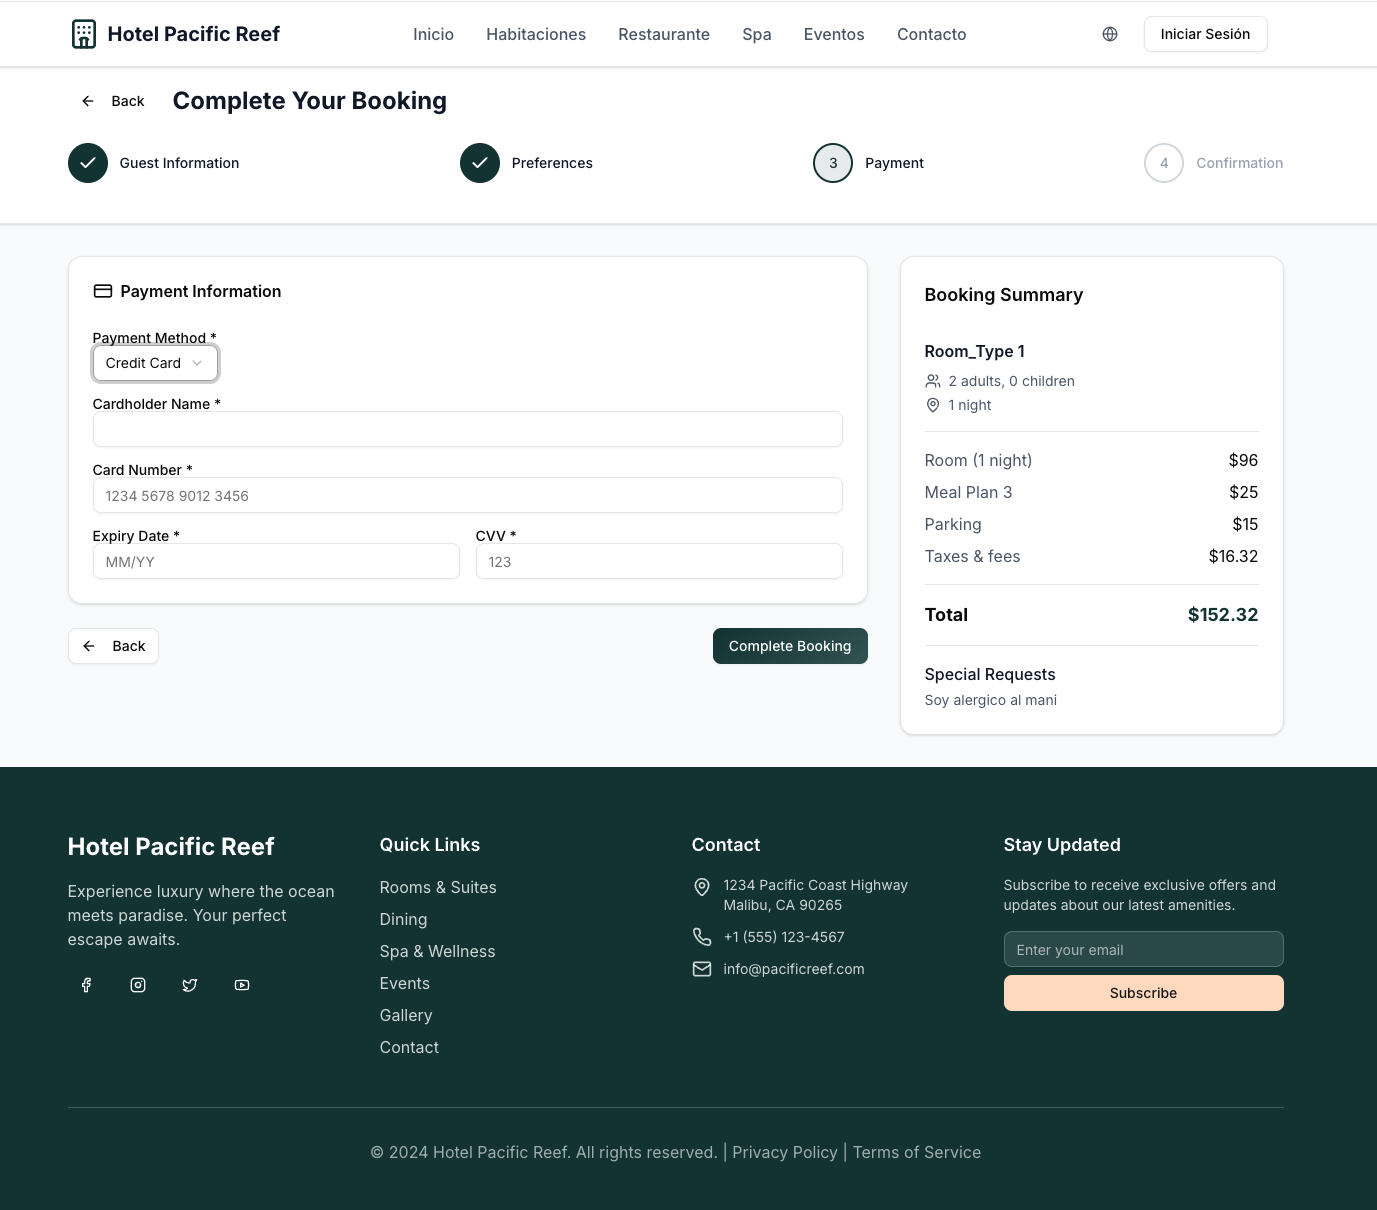 Hotel Pacific Reef
Inicio
Habitaciones
Restaurante
Spa
Eventos
Contacto
Iniciar Sesión
Back
Complete Your Booking
Guest Information
Preferences
3
Payment
4
Confirmation
Payment Information
Payment Method *
Credit Card
Cardholder Name *
Card Number *
1234 5678 9012 3456
Expiry Date *
MM/YY
CVV *
123
Back
Complete Booking
Booking Summary
Room_Type 1
2 adults, 0 children
1 night
Room (1 night) $96
Meal Plan 3 $25
Parking $15
Taxes & fees $16.32
Total $152.32
Special Requests
Soy alergico al mani
Hotel Pacific Reef
Experience luxury where the ocean
meets paradise. Your perfect
escape awaits.
Quick Links
Rooms & Suites
Dining
Spa & Wellness
Events
Gallery
Contact
Contact
1234 Pacific Coast Highway
Malibu, CA 90265
+1 (555) 123-4567
info@pacificreef.com
Stay Updated
Subscribe to receive exclusive offers and
updates about our latest amenities.
Enter your email
Subscribe
© 2024 Hotel Pacific Reef. All rights reserved. | Privacy Policy | Terms of Service